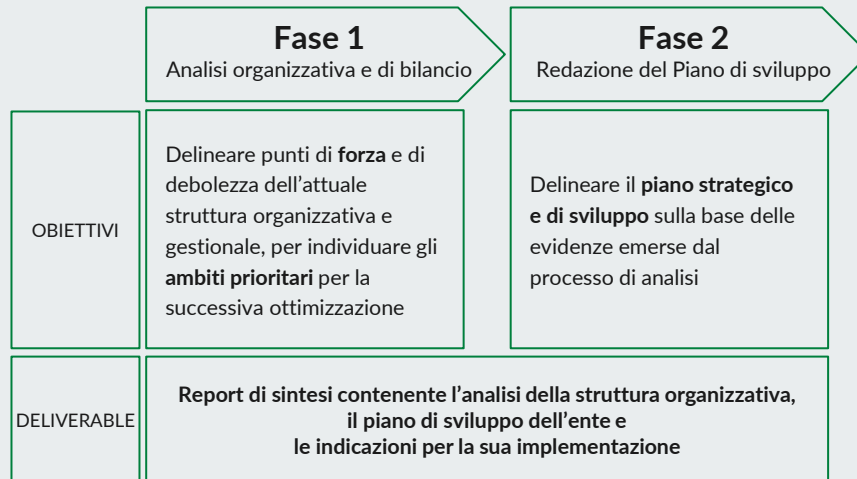 Fase 1
Analisi organizzativa e di bilancio
Fase 2
Redazione del Piano di sviluppo
OBIETTIVI
Delineare punti di forza e di
debolezza dell'attuale
struttura organizzativa e
gestionale, per individuare gli
ambiti prioritari per la
successiva ottimizzazione
Delineare il piano strategico
e di sviluppo sulla base delle
evidenze emerse dal
processo di analisi
DELIVERABLE
Report di sintesi contenente l'analisi della struttura organizzativa,
il piano di sviluppo dell'ente e
le indicazioni per la sua implementazione